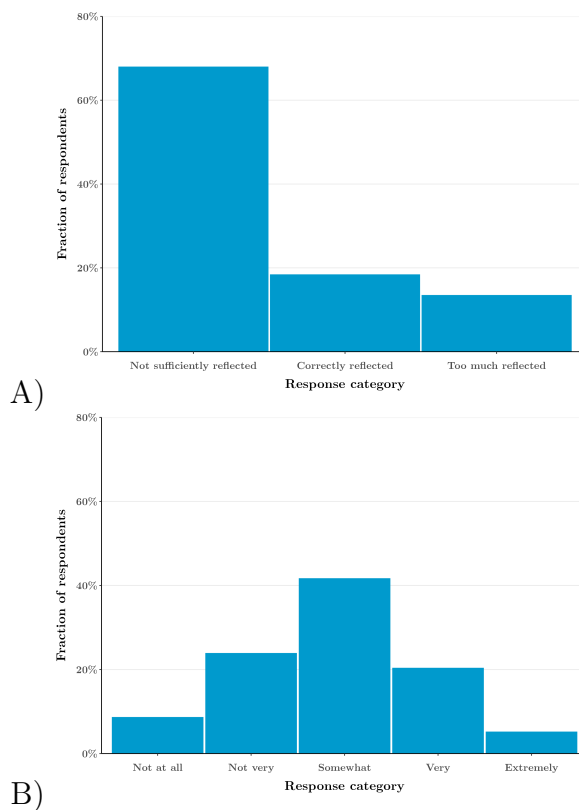 80%
60%
Fraction of respondents
40%
20%
0%
Not sufficiently reflected Correctly reflected Too much reflected
Response category
A)
80%
60%
Fraction of respondents
40%
20%
0%
Not at all Not very Somewhat Very Extremely
Response category
B)